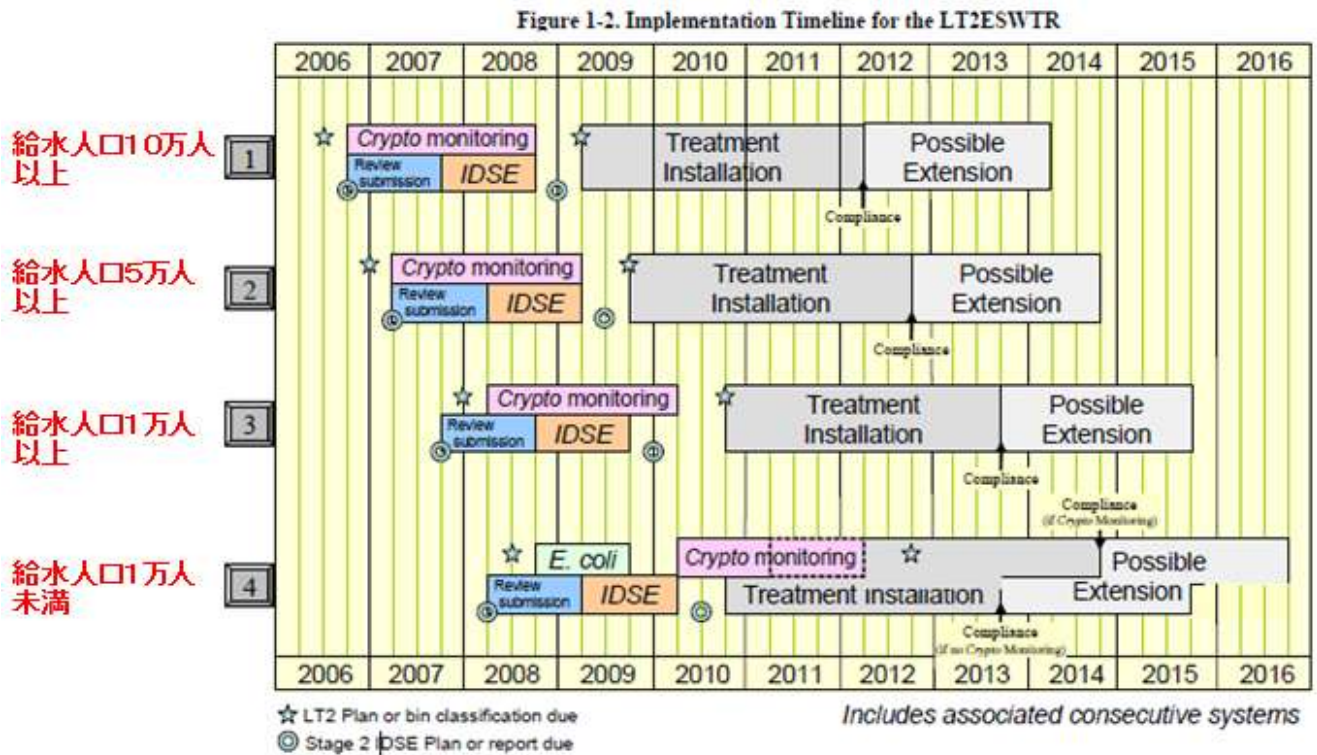 Figure 1-2. Implementation Timeline for the LT2ESWTR
2006 2007 2008 2009 2010 2011 2012 2013 2014 2015 2016
給水人口10万人
以上
1
Crypto monitoring
Review
submission
IDSE
Treatment
Installation
Possible
Extension
Compliance
給水人口5万人
以上
2
Crypto monitoring
Review
submission
IDSE
Treatment
Installation
Possible
Extension
Compliance
給水人口1万人
以上
3
Crypto monitoring
Review
submission
IDSE
Treatment
Installation
Possible
Extension
Compliance
Compliance
(if Crypto Monitoring)
給水人口1万人
未満
4
E. coli
Crypto monitoring
Review
submission
IDSE
Treatment Installation
Possible
Extension
Compliance
(if no Crypto Monitoring)
2006 2007 2008 2009 2010 2011 2012 2013 2014 2015 2016
LT2 Plan or bin classification due
Includes associated consecutive systems
Stage 2 IDSE Plan or report due